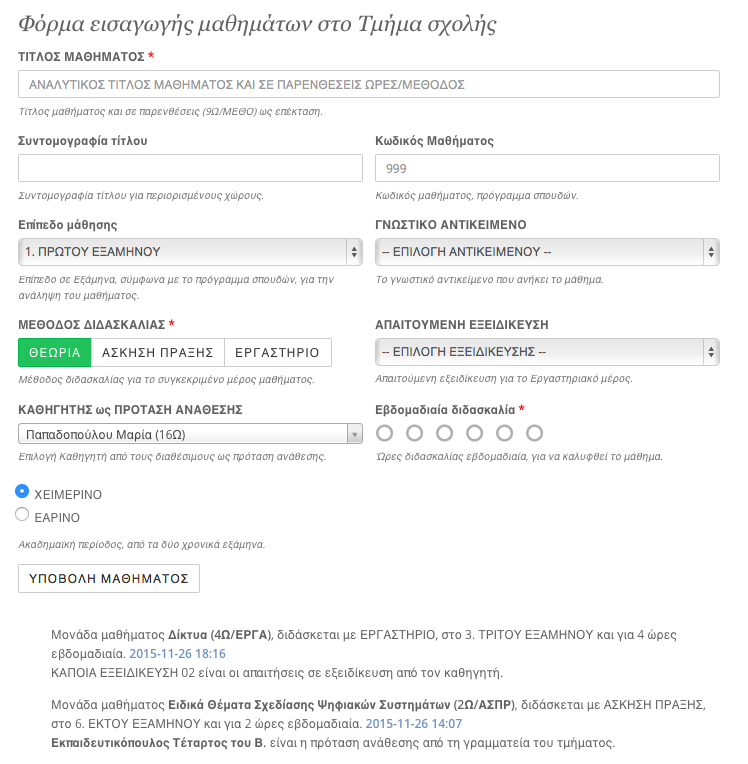 Φόρμα εισαγωγής μαθημάτων στο Τμήμα σχολής
ΤΙΤΛΟΣ ΜΑΘΗΜΑΤΟΣ *
ΑΝΑΛΥΤΙΚΟΣ ΤΙΤΛΟΣ ΜΑΘΗΜΑΤΟΣ ΚΑΙ ΣΕ ΠΑΡΕΝΘΕΣΕΙΣ ΩΡΕΣ/ΜΕΘΟΔΟΣ
Τίτλος μαθήματος και σε παρενθέσεις (9Ω/ΜΕΘΟ) ως επέκταση.
Συντομογραφία τίτλου
Συντομογραφία τίτλου για περιορισμένους χώρους.
Κωδικός Μαθήματος
999
Κωδικός μαθήματος, πρόγραμμα σπουδών.
Επίπεδο μάθησης
1. ΠΡΩΤΟΥ ΕΞΑΜΗΝΟΥ
Επίπεδο σε Εξάμηνα, σύμφωνα με το πρόγραμμα σπουδών, για την
ανάληψη του μαθήματος.
ΓΝΩΣΤΙΚΟ ΑΝΤΙΚΕΙΜΕΝΟ
-- ΕΠΙΛΟΓΗ ΑΝΤΙΚΕΙΜΕΝΟΥ --
Το γνωστικό αντικείμενο που ανήκει το μάθημα.
ΜΕΘΟΔΟΣ ΔΙΔΑΣΚΑΛΙΑΣ *
ΘΕΩΡΙΑ ΑΣΚΗΣΗ ΠΡΑΞΗΣ ΕΡΓΑΣΤΗΡΙΟ
Μέθοδος διδασκαλίας για το συγκεκριμένο μέρος μαθήματος.
ΑΠΑΙΤΟΥΜΕΝΗ ΕΞΕΙΔΙΚΕΥΣΗ
-- ΕΠΙΛΟΓΗ ΕΞΕΙΔΙΚΕΥΣΗΣ --
Απαιτούμενη εξειδίκευση για το Εργαστηριακό μέρος.
ΚΑΘΗΓΗΤΗΣ ως ΠΡΟΤΑΣΗ ΑΝΑΘΕΣΗΣ
Παπαδοπούλου Μαρία (16Ω)
Επιλογή Καθηγητή από τους διαθέσιμους ως πρόταση ανάθεσης.
Εβδομαδιαία διδασκαλία *
Ώρες διδασκαλίας εβδομαδιαία, για να καλυφθεί το μάθημα.
ΧΕΙΜΕΡΙΝΟ
ΕΑΡΙΝΟ
Ακαδημαϊκή περίοδος, από τα δύο χρονικά εξάμηνα.
ΥΠΟΒΟΛΗ ΜΑΘΗΜΑΤΟΣ
Μονάδα μαθήματος Δίκτυα (4Ω/ΕΡΓΑ), διδάσκεται με ΕΡΓΑΣΤΗΡΙΟ, στο 3. ΤΡΙΤΟΥ ΕΞΑΜΗΝΟΥ και για 4 ώρες
εβδομαδιαία. 2015-11-26 18:16
ΚΑΠΟΙΑ ΕΞΕΙΔΙΚΕΥΣΗ 02 είναι οι απαιτήσεις σε εξειδίκευση από τον καθηγητή.
Μονάδα μαθήματος Ειδικά Θέματα Σχεδίασης Ψηφιακών Συστημάτων (2Ω/ΑΣΠΡ), διδάσκεται με ΑΣΚΗΣΗ ΠΡΑΞΗΣ,
στο 6. ΕΚΤΟΥ ΕΞΑΜΗΝΟΥ και για 2 ώρες εβδομαδιαία. 2015-11-26 14:07
Εκπαιδευτικόπουλος Τέταρτος του Β. είναι η πρόταση ανάθεσης από τη γραμματεία του τμήματος.